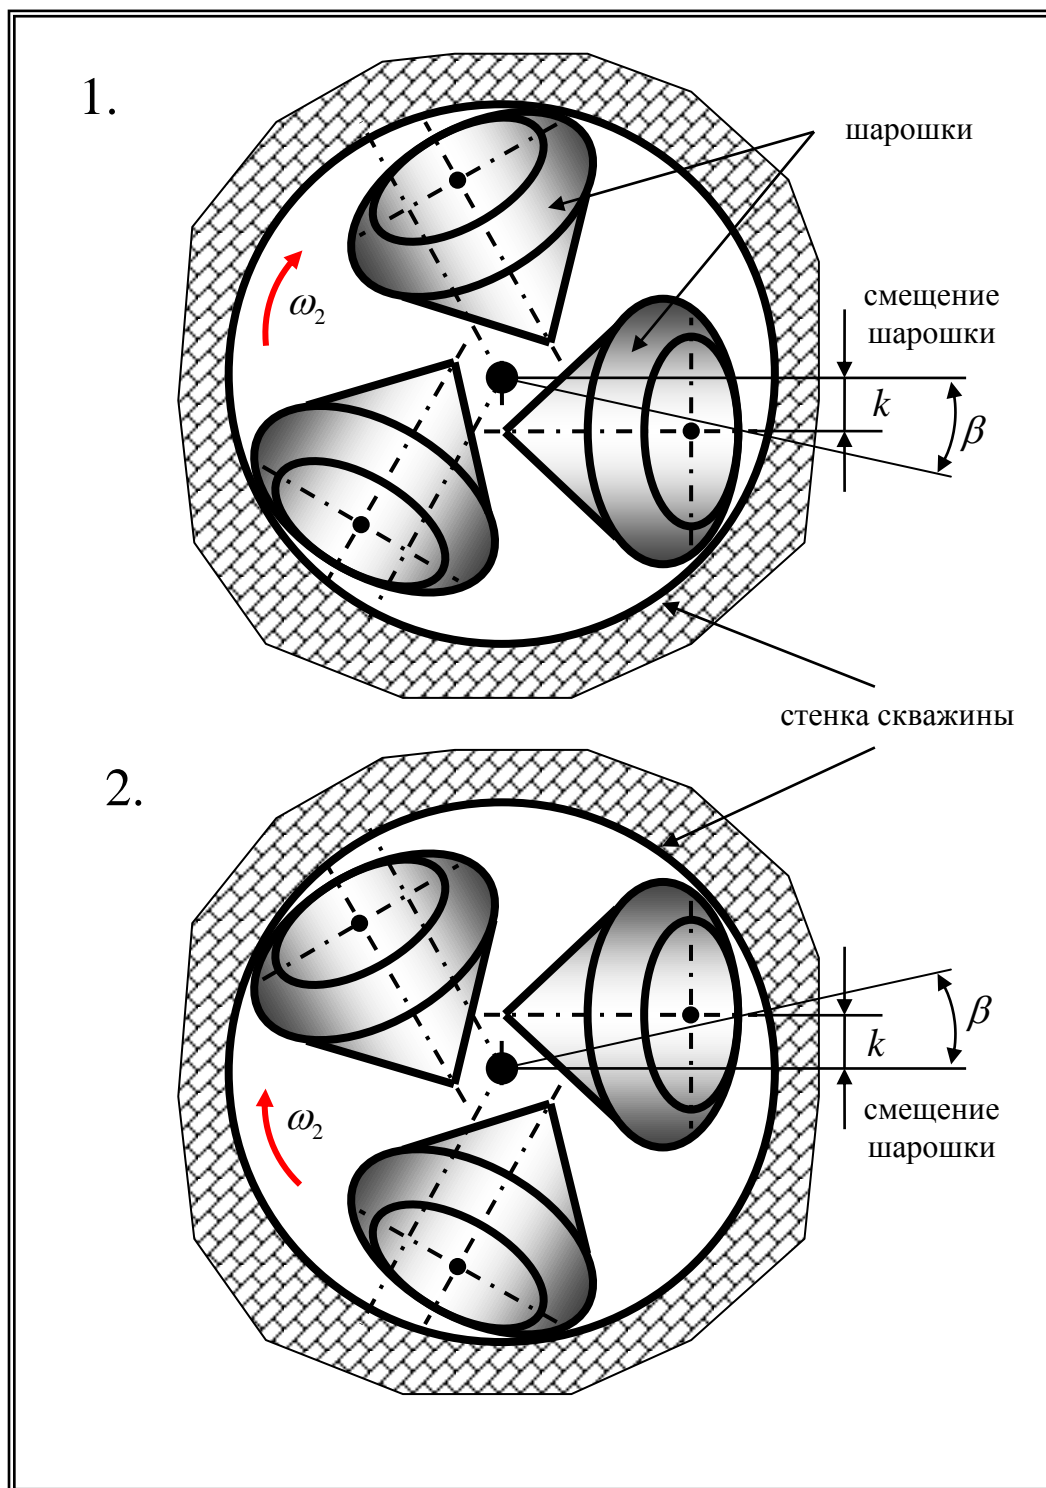 1.
шарошки
смещение
шарошки
ω₂
k
β
стенка скважины
2.
β
k
ω₂
смещение
шарошки